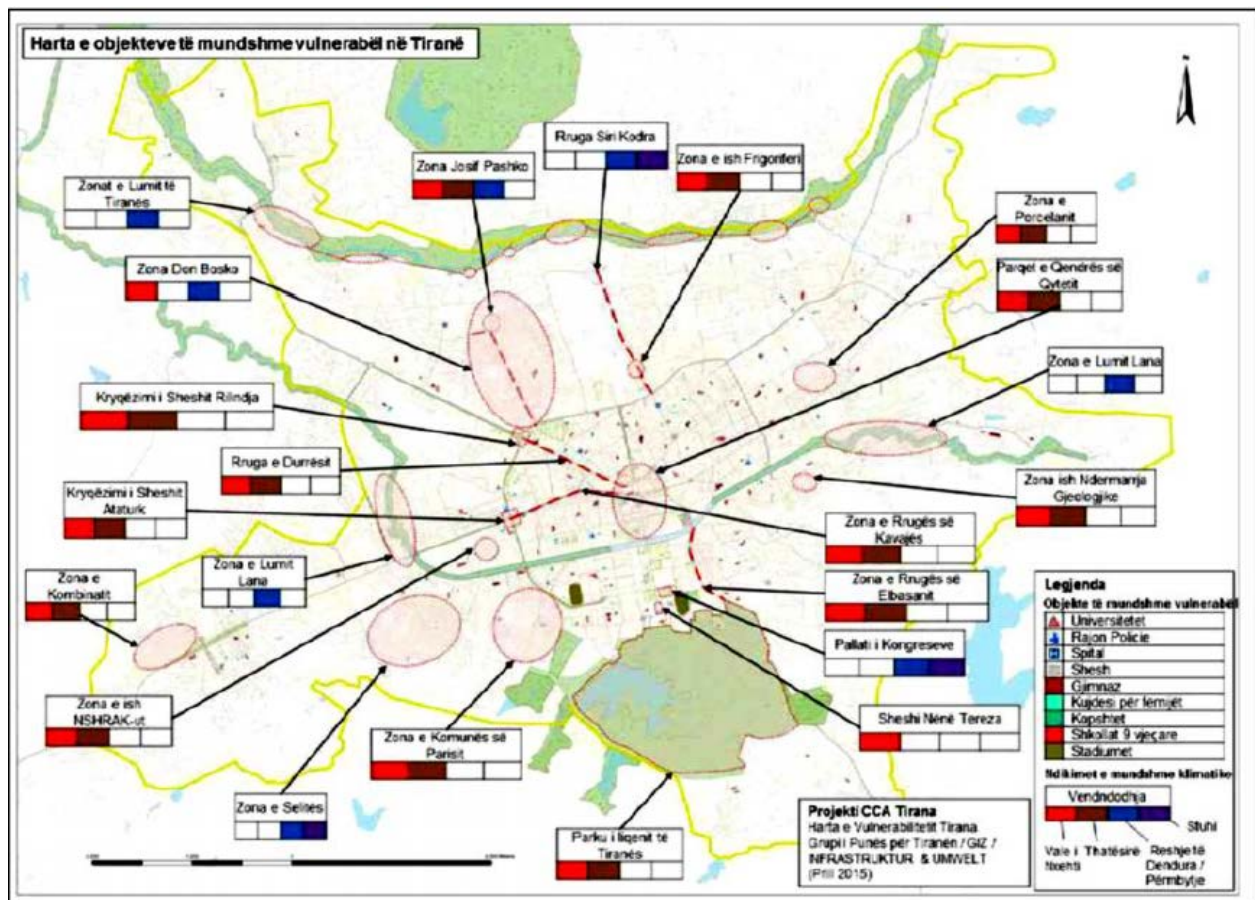 Harta e objekteve të mundshme vulnerabël në Tiranë
Rruga Siri Kodra
Zona Josif Pashko
Zona e ish Frigoriferi
Zonat e Lumit të
Tiranës
Zona e
Porcelanit
Zona Don Bosko
Parqet e Qendrës së
Qytetit
Zona e Lumit Lana
Kryqëzimi i Sheshit Rilindja
Rruga e Durrësit
Kryqëzimi i Sheshit
Ataturk
Zona ish Ndermarrja
Gjeologjike
Zona e Rrugës së
Kavajës
Zona e Lumit
Lana
Zona e
Kombinatit
Zona e Rrugës së
Elbasanit
Pallati i Kongreseve
Zona e ish
NSHRAK-ut
Zona e Komunës së
Parisit
Sheshi Nënë Tereza
Zona e Selitës
Parku i liqenit të
Tiranës
Projekti CCA Tirana
Harta e Vulnerabilitetit Tirana
Grupi i Punës për Tiranën / GIZ /
INFRASTRUKTUR & UMWELT
(Prill 2015)
Legjenda
Objekte të mundshme vulnerabël
Universitetet
Rajon Policie
H Spital
Shesh
Gjimnaz
Kujdesi për fëmijët
Kopshtet
Shkollat 9 vjeçare
Stadiumet
Ndikimet e mundshme klimatike
Vendndodhja
Stuhi
Vale i
Nxehti
Thatësirë
Reshje të
Dendura /
Përmbytje